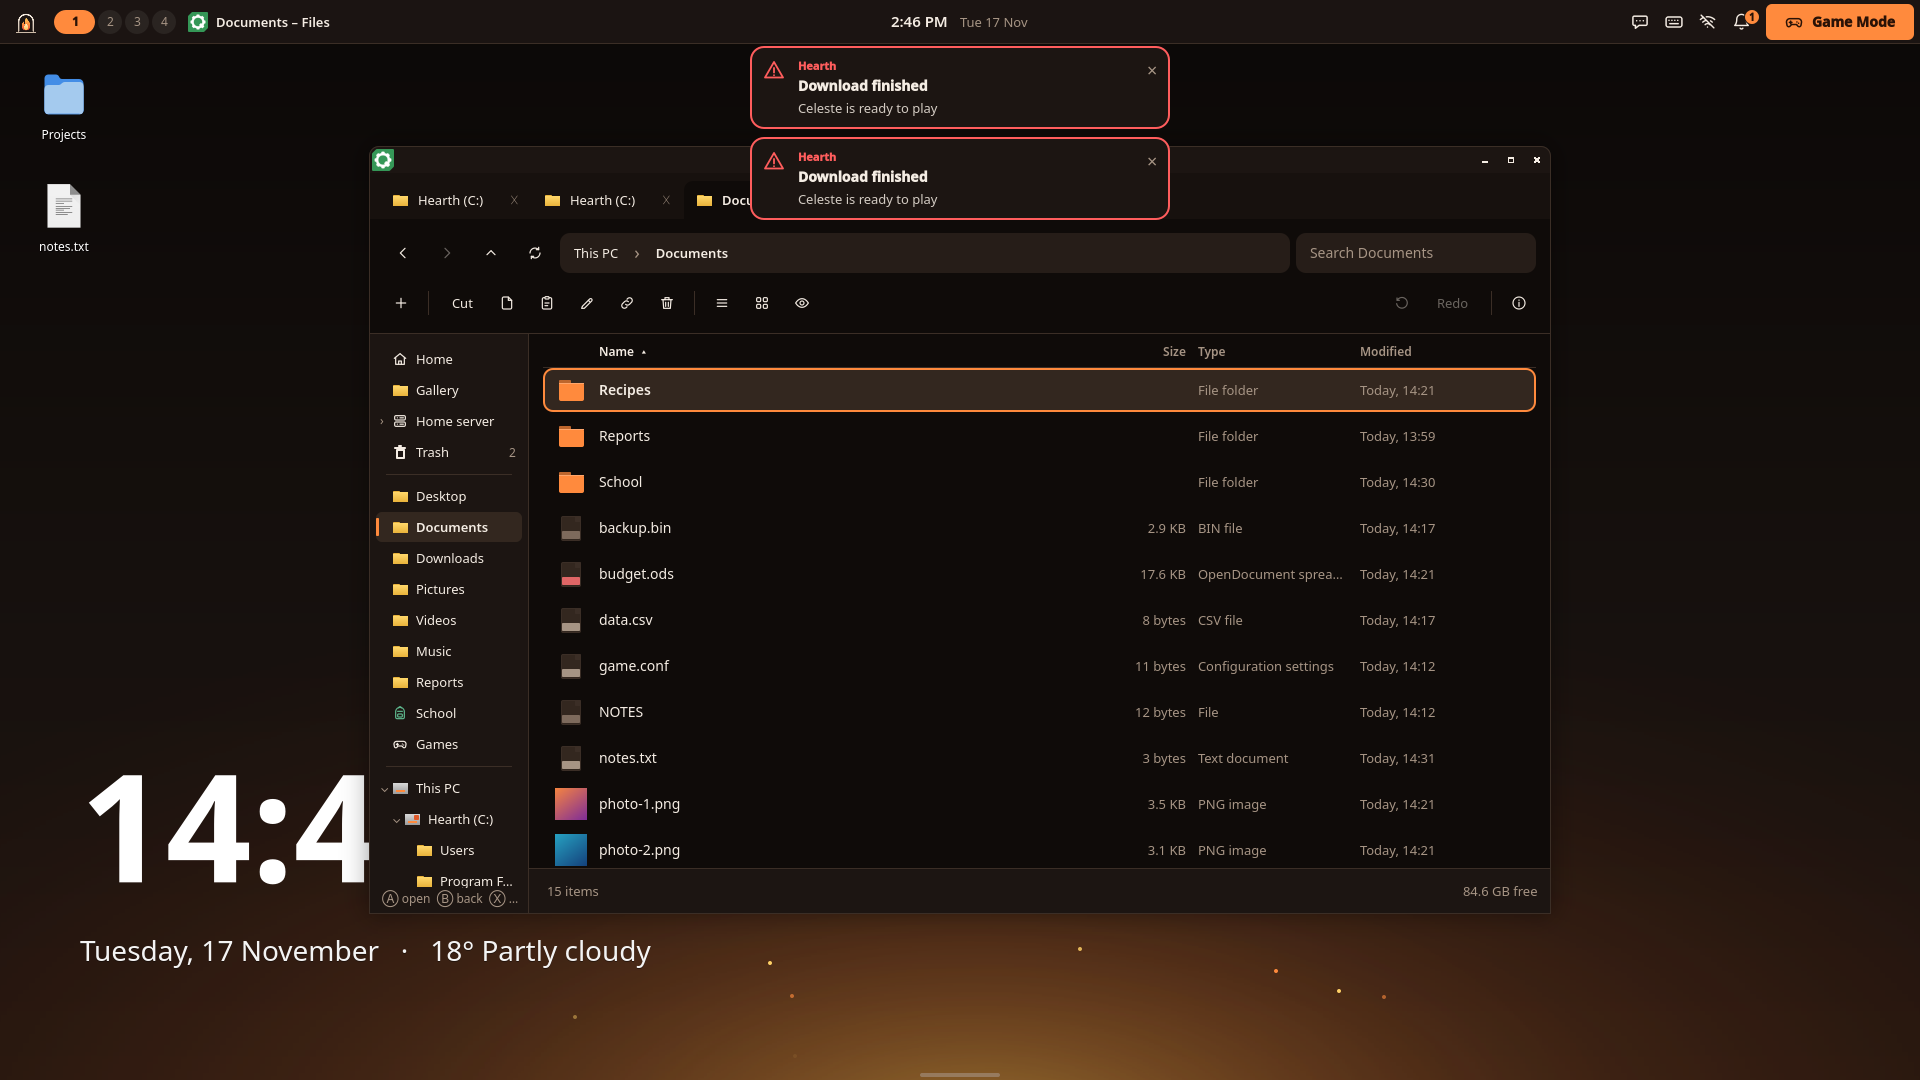 1 2 3 4 Documents – Files 2:46 PM Tue 17 Nov 1 Game Mode
Projects
notes.txt
Hearth
Download finished
Celeste is ready to play
Hearth
Download finished
Celeste is ready to play
Hearth (C:) X Hearth (C:) X Docu
This PC › Documents Search Documents
Cut Redo
Home
Gallery
Home server
Trash 2
Desktop
Documents
Downloads
Pictures
Videos
Music
Reports
School
Games
This PC
Hearth (C:)
Users
Program F...
A open B back X ...
Name Size Type Modified
Recipes File folder Today, 14:21
Reports File folder Today, 13:59
School File folder Today, 14:30
backup.bin 2.9 KB BIN file Today, 14:17
budget.ods 17.6 KB OpenDocument sprea... Today, 14:21
data.csv 8 bytes CSV file Today, 14:17
game.conf 11 bytes Configuration settings Today, 14:12
NOTES 12 bytes File Today, 14:12
notes.txt 3 bytes Text document Today, 14:31
photo-1.png 3.5 KB PNG image Today, 14:21
photo-2.png 3.1 KB PNG image Today, 14:21
15 items 84.6 GB free
14:4
Tuesday, 17 November · 18° Partly cloudy